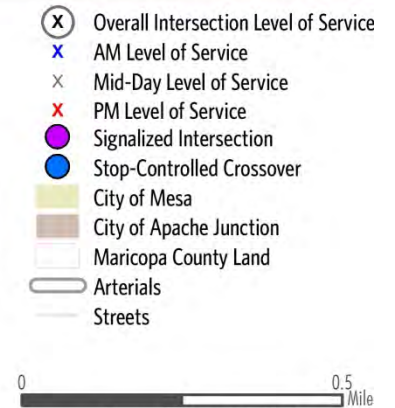 X Overall Intersection Level of Service
X AM Level of Service
X Mid-Day Level of Service
X PM Level of Service
Signalized Intersection
Stop-Controlled Crossover
City of Mesa
City of Apache Junction
Maricopa County Land
Arterials
Streets
0 0.5
Mile